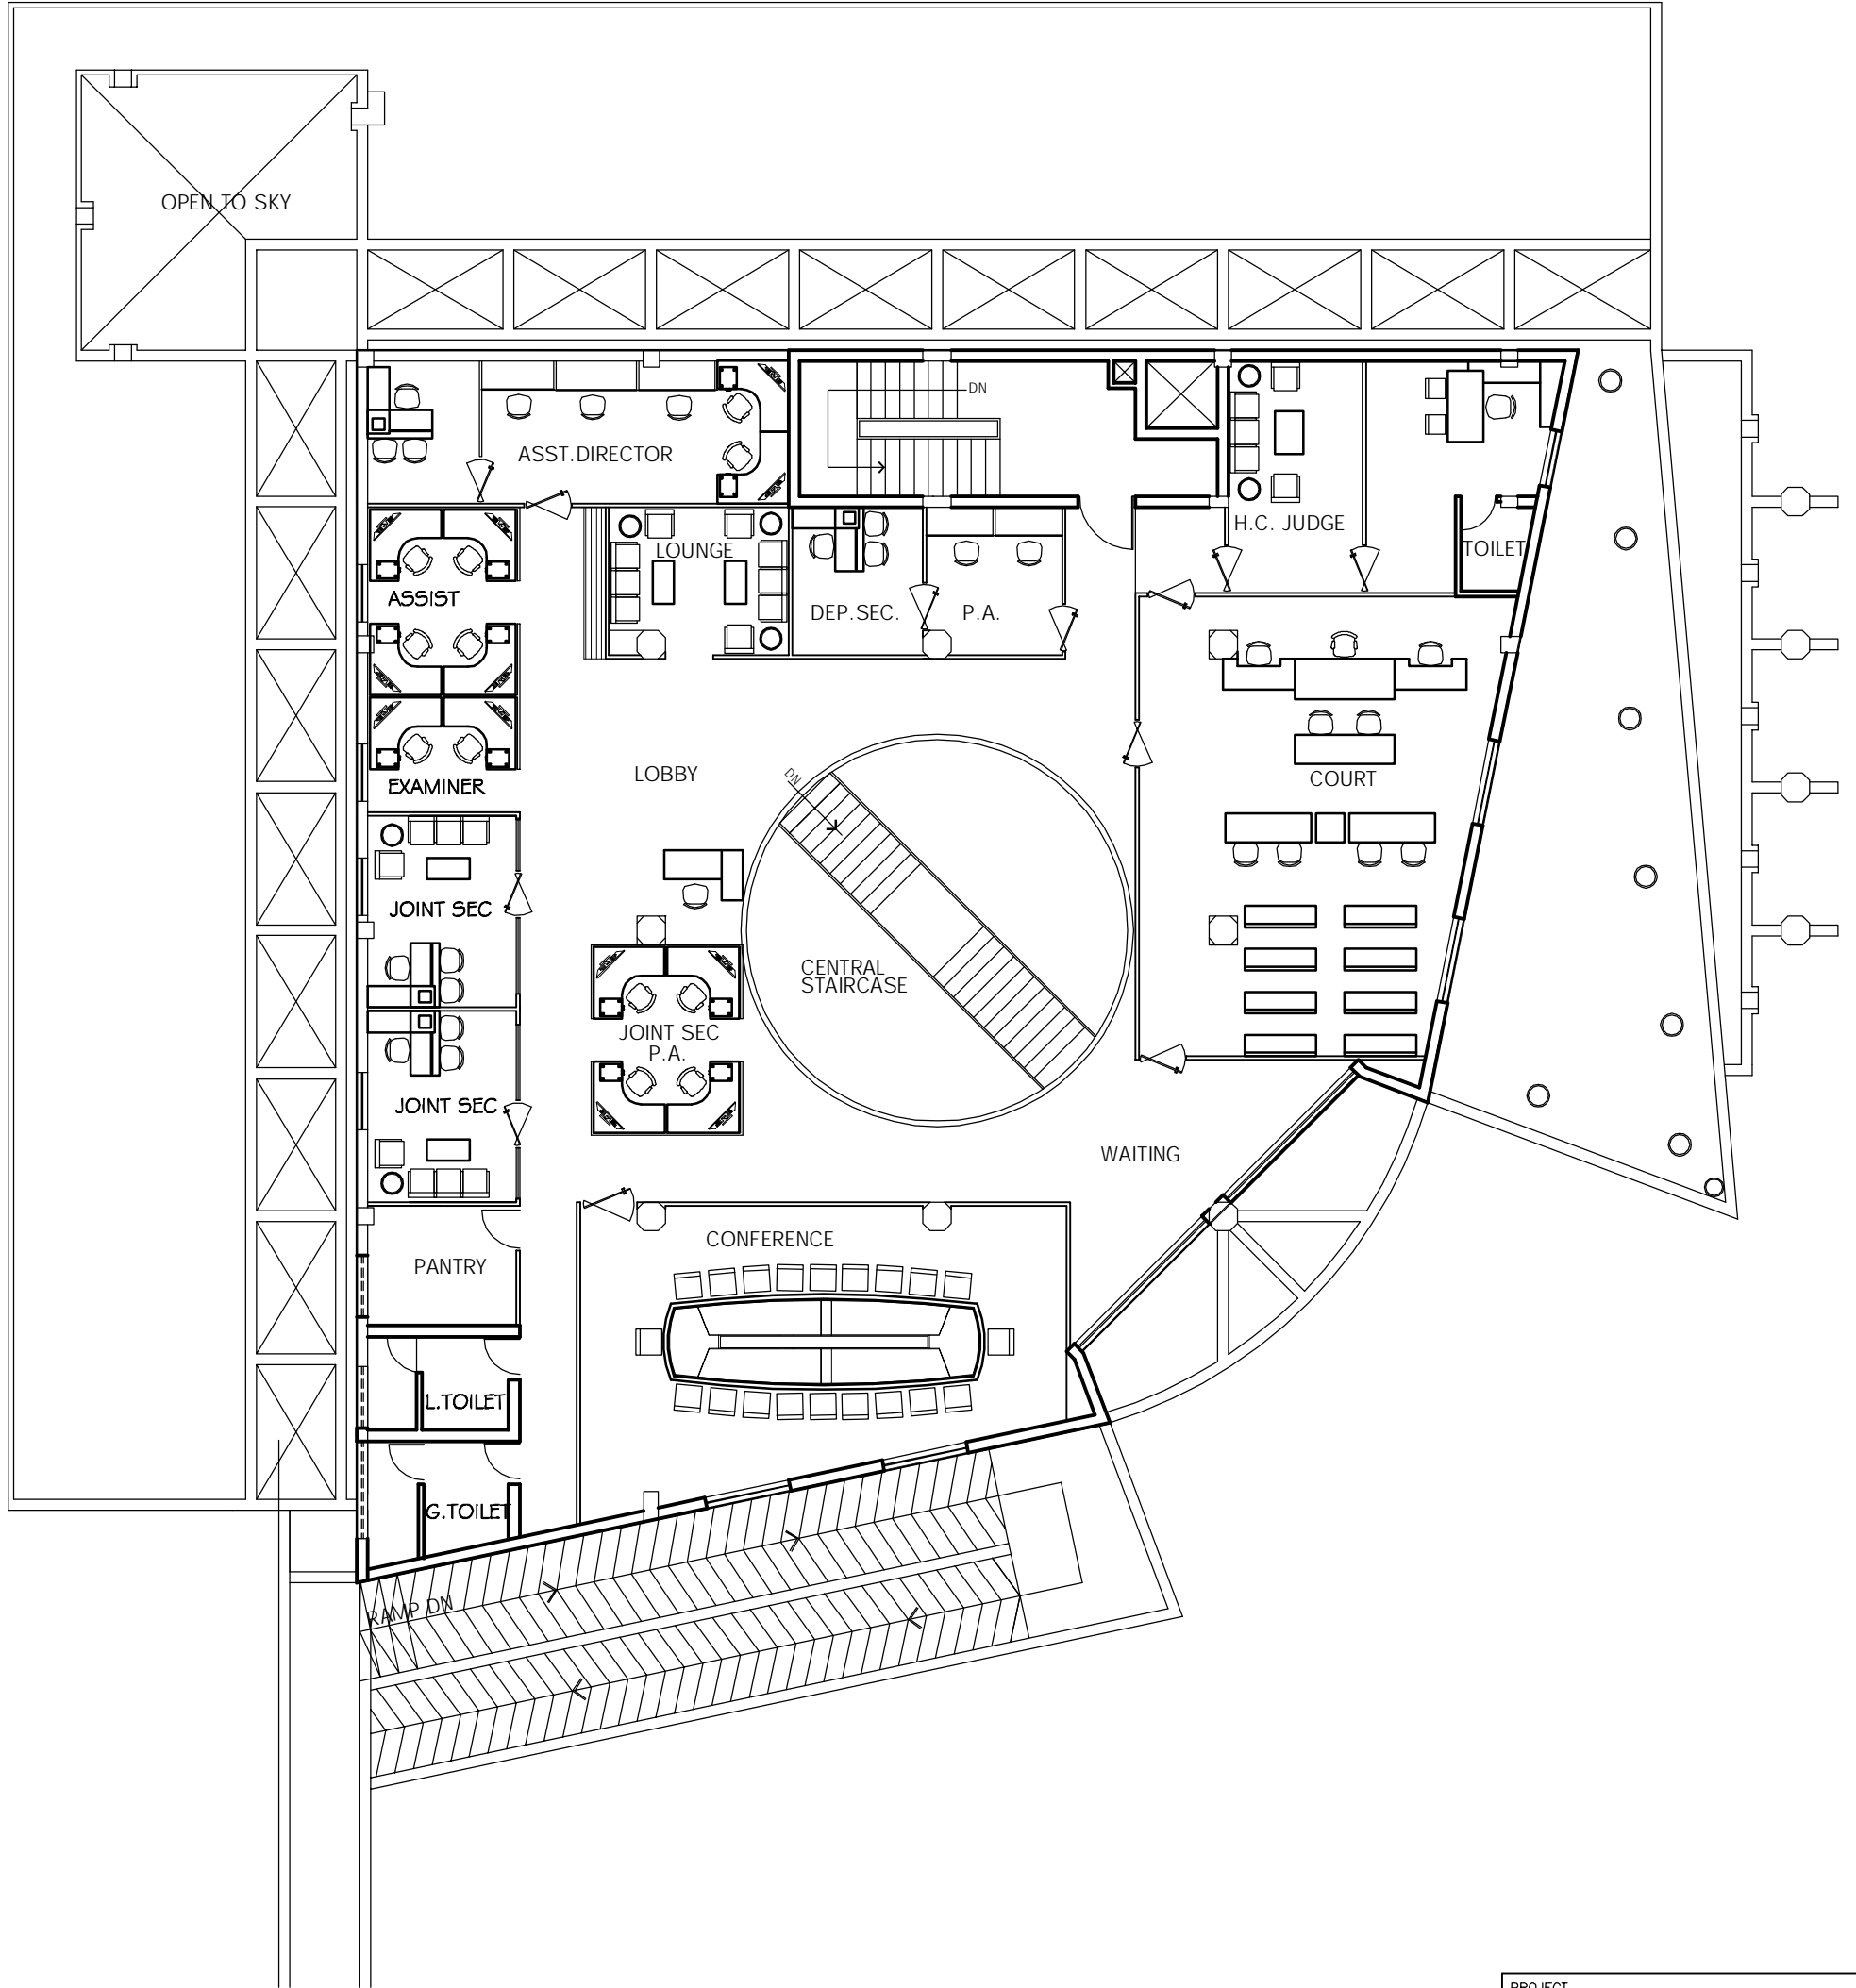 OPEN TO SKY
DN
ASST.DIRECTOR
H.C. JUDGE
LOUNGE
TOILET
ASSIST
DEP.SEC.
P.A.
LOBBY
DN
COURT
EXAMINER
JOINT SEC
CENTRAL
STAIRCASE
JOINT SEC
P.A.
JOINT SEC
WAITING
CONFERENCE
PANTRY
L.TOILET
G.TOILET
RAMP DN
PROJECT